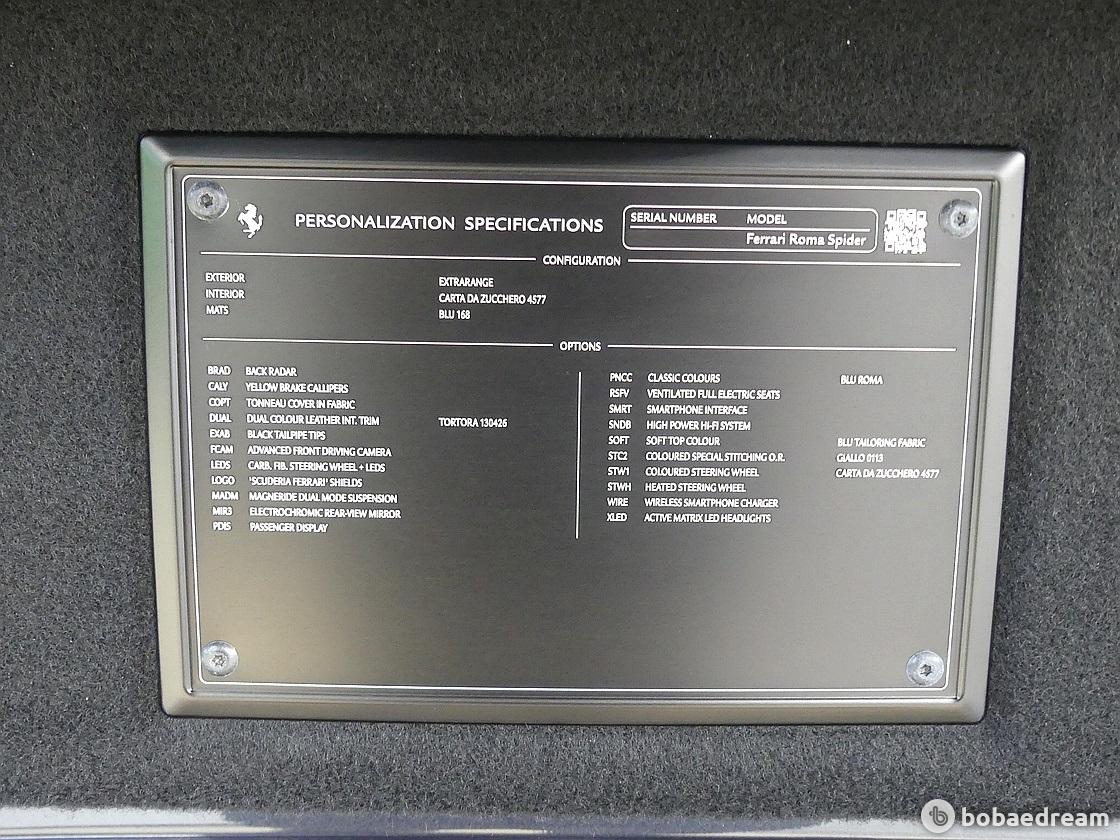 PERSONALIZATION SPECIFICATIONS
SERIAL NUMBER MODEL
Ferrari Roma Spider
CONFIGURATION
EXTERIOR EXTRARANGE
INTERIOR CARTA DA ZUCCHERO 4577
MATS BLU 168
OPTIONS
BRAD BACK RADAR
CALY YELLOW BRAKE CALLIPERS
COPT TONNEAU COVER IN FABRIC
DUAL DUAL COLOUR LEATHER INT. TRIM TORTORA 130426
EXAB BLACK TAILPIPE TIPS
FCAM ADVANCED FRONT DRIVING CAMERA
LEDS CARB. FIB. STEERING WHEEL + LEDS
LOGO 'SCUDERIA FERRARI' SHIELDS
MADM MAGNERIDE DUAL MODE SUSPENSION
MIR3 ELECTROCHROMIC REAR-VIEW MIRROR
PDIS PASSENGER DISPLAY
PNCC CLASSIC COLOURS BLU ROMA
RSFV VENTILATED FULL ELECTRIC SEATS
SMRT SMARTPHONE INTERFACE
SNDB HIGH POWER HI-FI SYSTEM
SOFT SOFT TOP COLOUR BLU TAILORING FABRIC
STC2 COLOURED SPECIAL STITCHING O.R. GIALLO 0113
STW1 COLOURED STEERING WHEEL CARTA DA ZUCCHERO 4577
STWH HEATED STEERING WHEEL
WIRE WIRELESS SMARTPHONE CHARGER
XLED ACTIVE MATRIX LED HEADLIGHTS
bobaedream